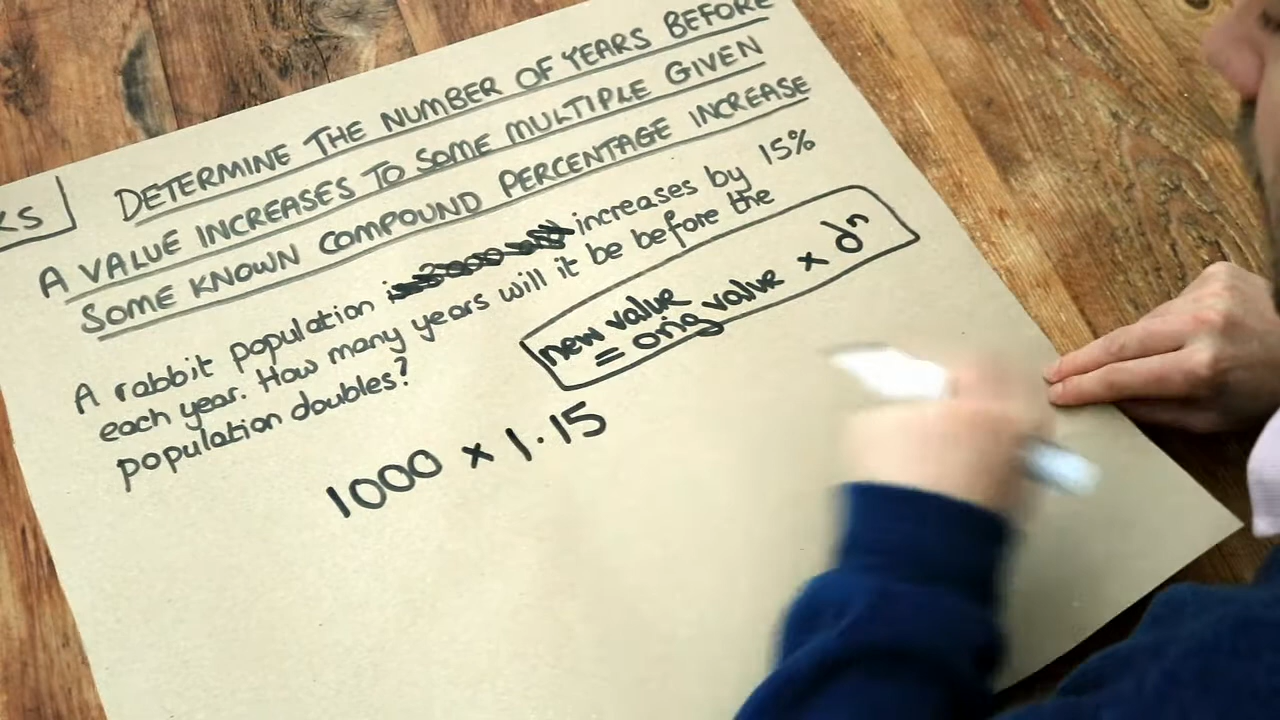 KS
DETERMINE THE NUMBER OF YEARS BEFORE
A VALUE INCREASES TO SOME MULTIPLE GIVEN
SOME KNOWN COMPOUND PERCENTAGE INCREASE
A rabbit population increases by 15%
each year. How many years will it be before the
population doubles?
new value
= orig value × dⁿ
1000 × 1.15